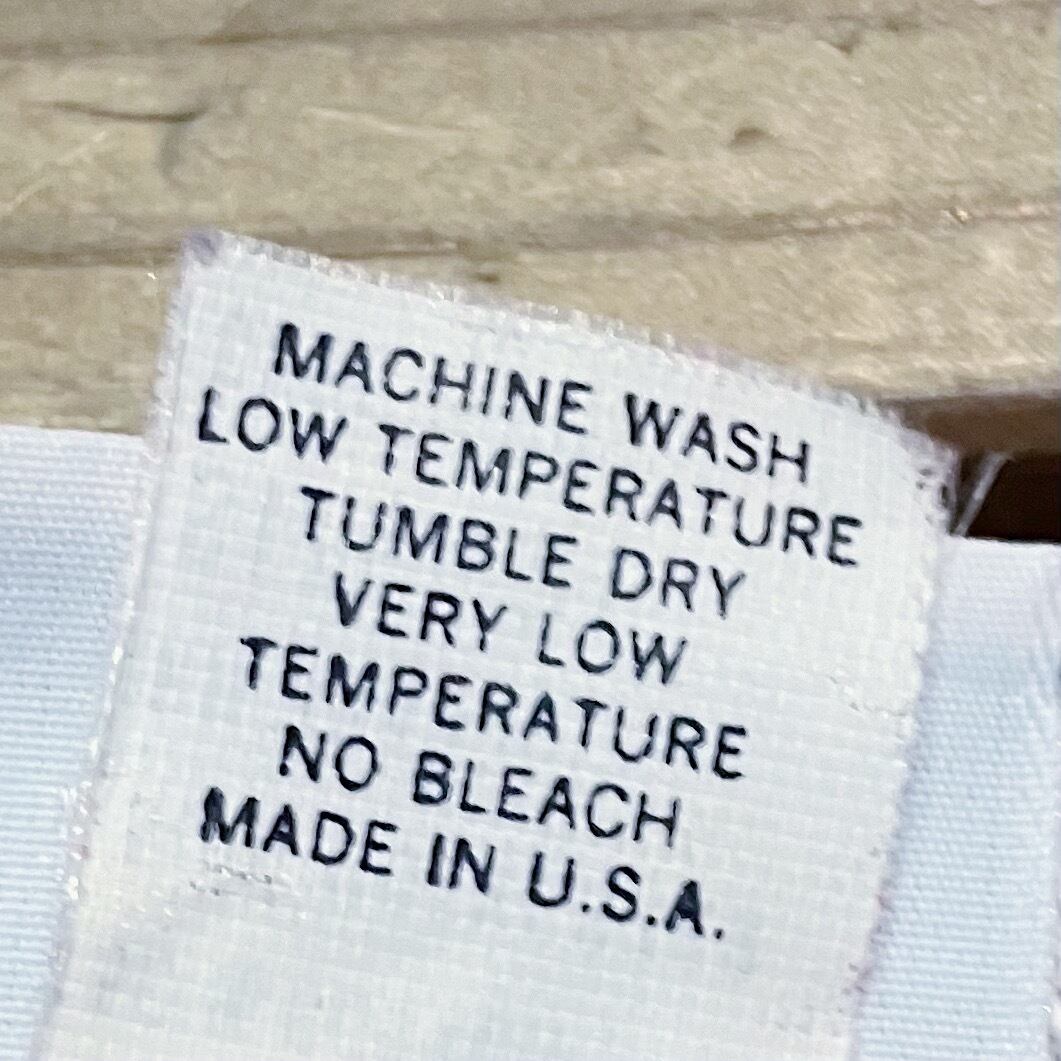 MACHINE WASH
LOW TEMPERATURE
TUMBLE DRY
VERY LOW
TEMPERATURE
NO BLEACH
MADE IN U.S.A.